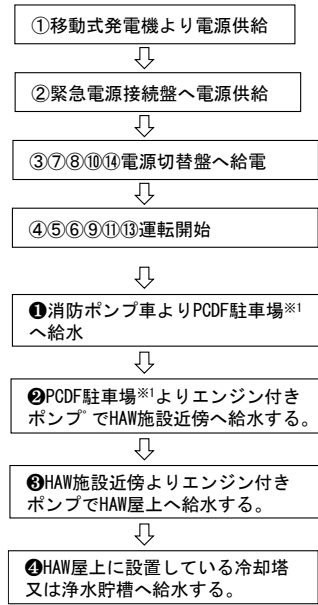 ①移動式発電機より電源供給
②緊急電源接続盤へ電源供給
③⑦⑧⑩⑭電源切替盤へ給電
④⑤⑥⑨⑪⑬運転開始
❶消防ポンプ車よりPCDF駐車場※1
へ給水
❷PCDF駐車場※1よりエンジン付き
ポンプ゜でHAW施設近傍へ給水する。
❸HAW施設近傍よりエンジン付き
ポンプでHAW屋上へ給水する。
❹HAW屋上に設置している冷却塔
又は浄水貯槽へ給水する。